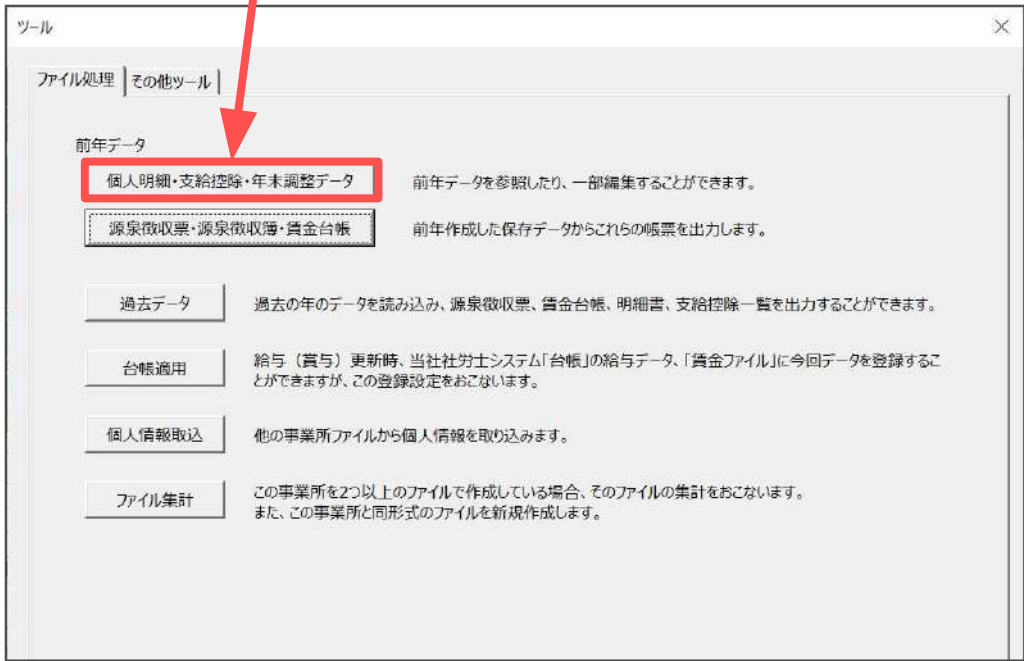 ツール
ファイル処理 その他ツール
前年データ
個人明細・支給控除・年末調整データ 前年データを参照したり、一部編集することができます。
源泉徴収票・源泉徴収簿・賃金台帳 前年作成した保存データからこれらの帳票を出力します。
過去データ 過去の年のデータを読み込み、源泉徴収票、賃金台帳、明細書、支給控除一覧を出力することができます。
台帳適用 給与（賞与）更新時、当社社労士システム「台帳」の給与データ、「賃金ファイル」に今回データを登録するこ
とができますが、この登録設定をおこないます。
個人情報取込 他の事業所ファイルから個人情報を取り込みます。
ファイル集計 この事業所を2つ以上のファイルで作成している場合、そのファイルの集計をおこないます。
また、この事業所と同形式のファイルを新規作成します。